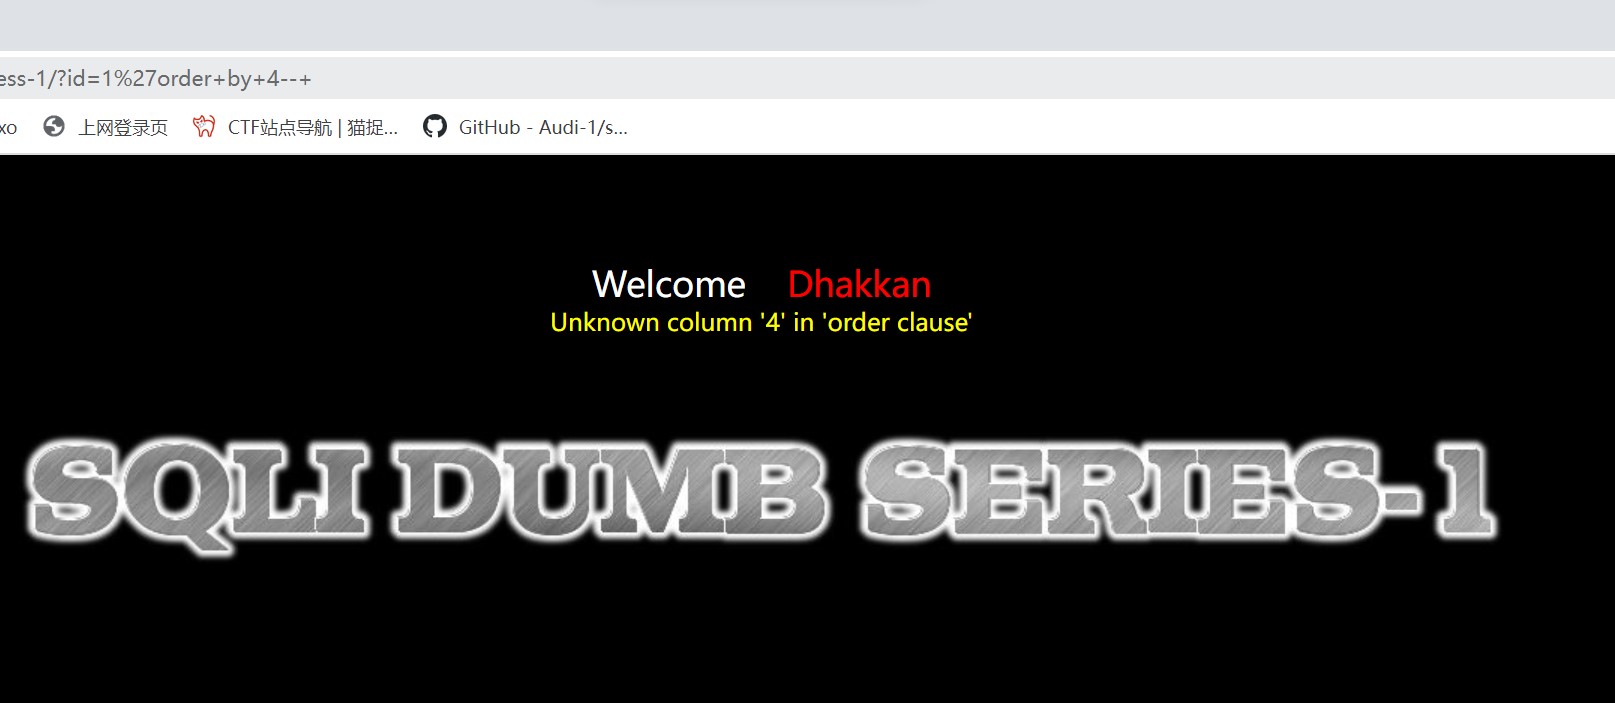 ess-1/?id=1%27order+by+4--+
xo 上网登录页 CTF站点导航 | 猫捉... GitHub - Audi-1/s...
Welcome Dhakkan
Unknown column '4' in 'order clause'
SQLI DUMB SERIES-1